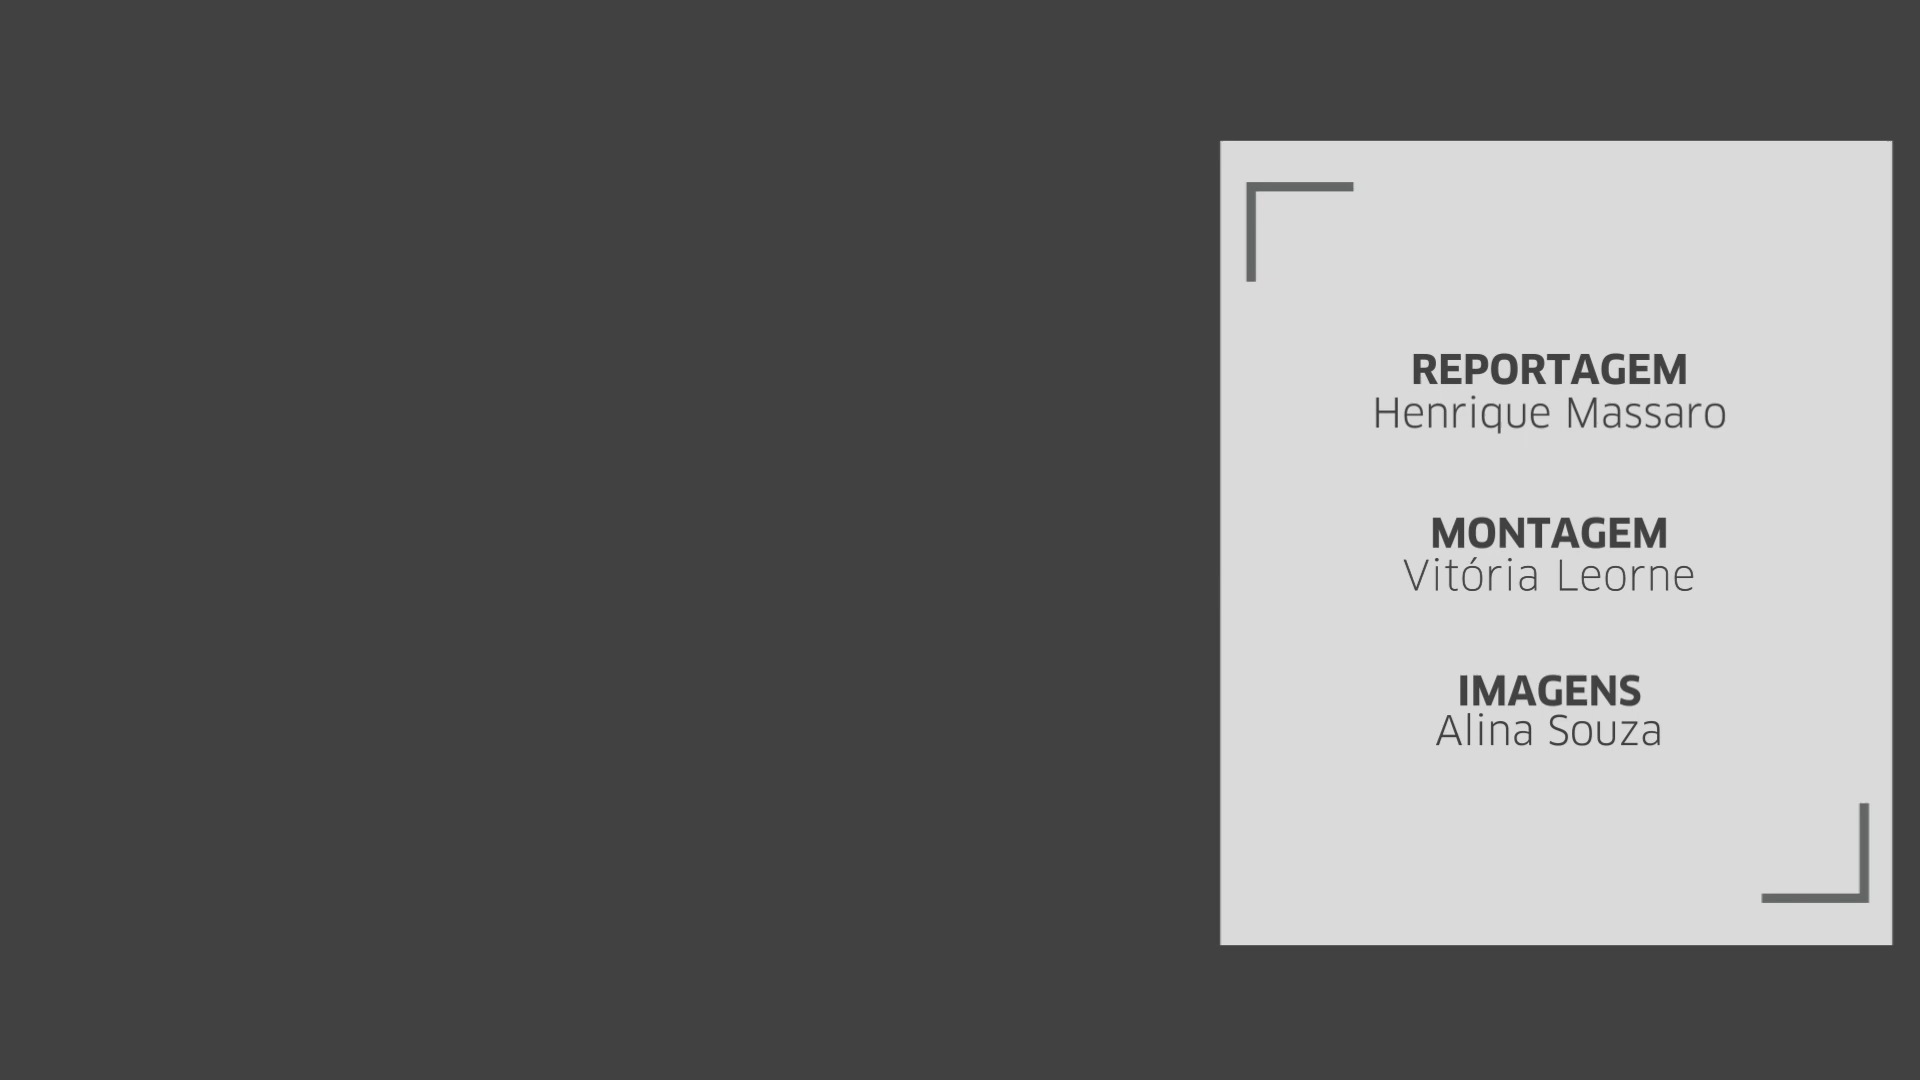 REPORTAGEM
Henrique Massaro
MONTAGEM
Vitória Leorne
IMAGENS
Alina Souza